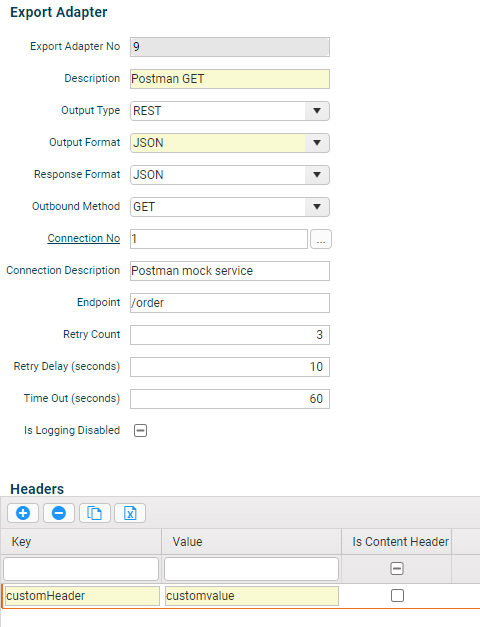 Export Adapter
Export Adapter No 9
Description Postman GET
Output Type REST
Output Format JSON
Response Format JSON
Outbound Method GET
Connection No 1 ...
Connection Description Postman mock service
Endpoint /order
Retry Count 3
Retry Delay (seconds) 10
Time Out (seconds) 60
Is Logging Disabled
Headers
Key Value Is Content Header
customHeader customvalue